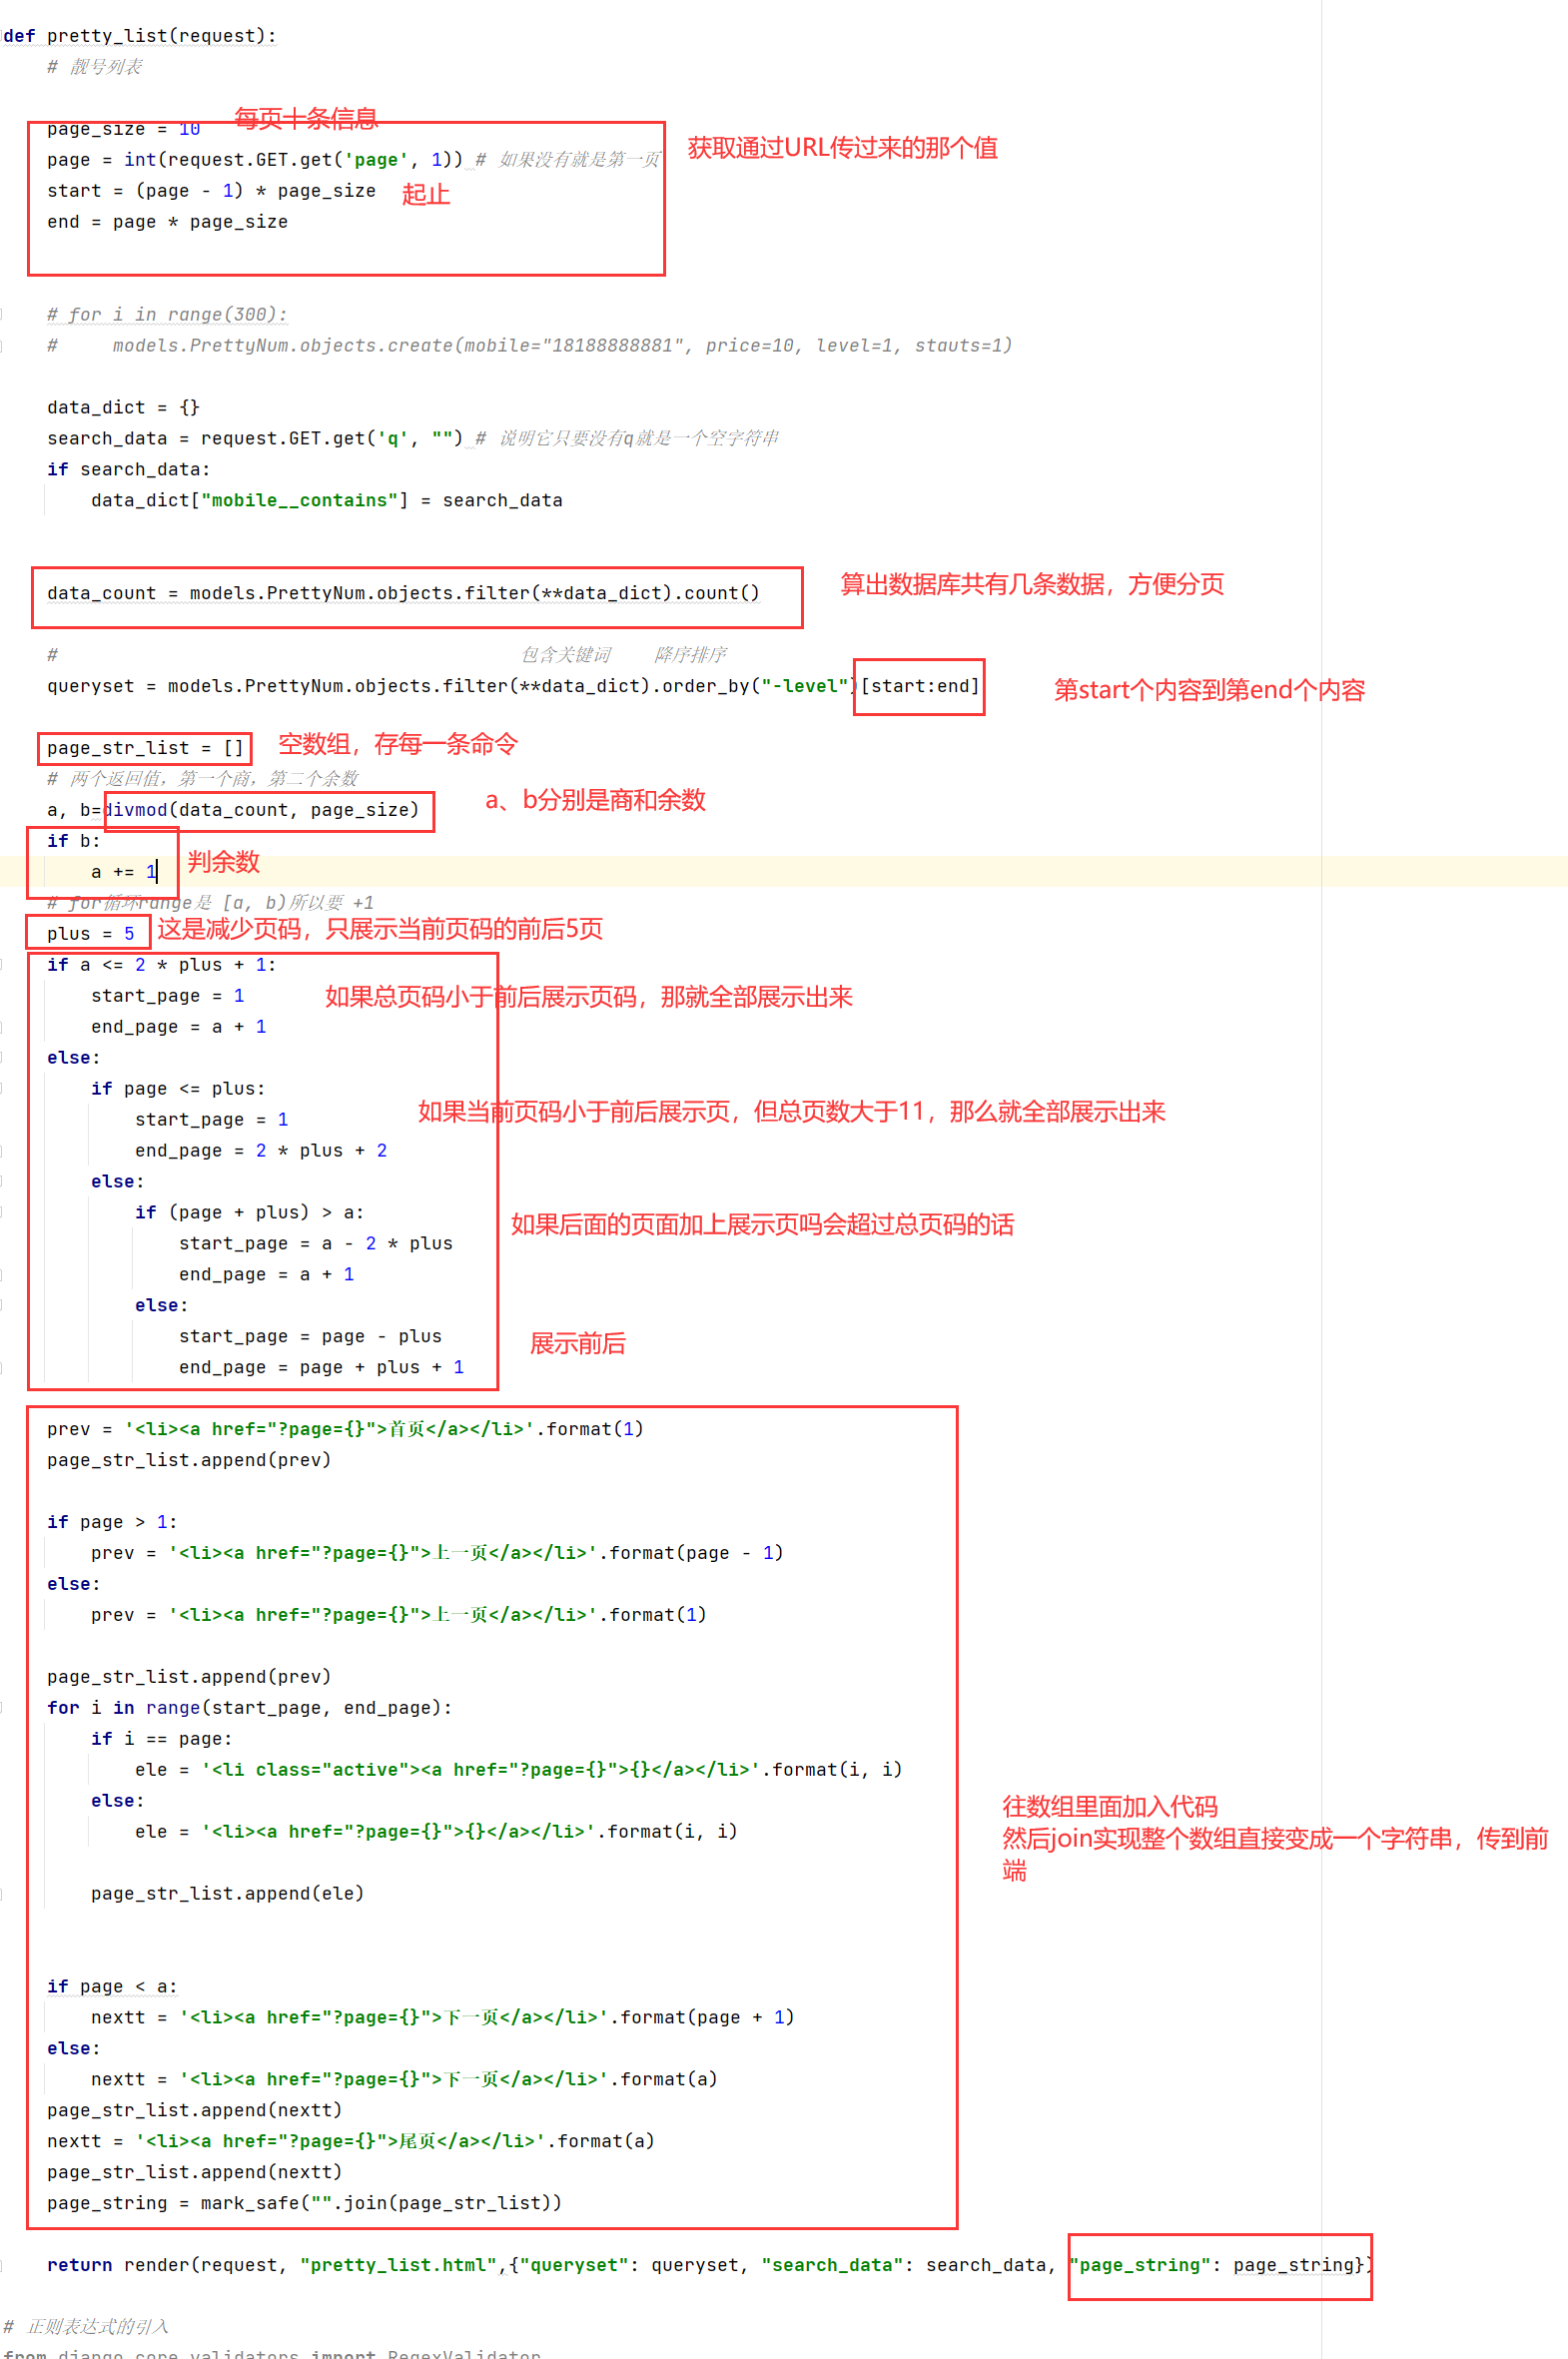 def pretty_list(request):
# 靓号列表
每页十条信息
page_size = 10
获取通过URL传过来的那个值
page = int(request.GET.get('page', 1)) # 如果没有就是第一页
start = (page - 1) * page_size
起止
end = page * page_size
# for i in range(300):
#     models.PrettyNum.objects.create(mobile="18188888881", price=10, level=1, stauts=1)
data_dict = {}
search_data = request.GET.get('q', "") # 说明它只要没有q就是一个空字符串
if search_data:
data_dict["mobile__contains"] = search_data
data_count = models.PrettyNum.objects.filter(**data_dict).count()
算出数据库共有几条数据，方便分页
# 包含关键词 降序排序
queryset = models.PrettyNum.objects.filter(**data_dict).order_by("-level")[start:end]
第start个内容到第end个内容
page_str_list = []
空数组，存每一条命令
# 两个返回值，第一个商，第二个余数
a, b=divmod(data_count, page_size)
a、b分别是商和余数
if b:
判余数
a += 1
# for循环range是 [a, b)所以要 +1
plus = 5
这是减少页码，只展示当前页码的前后5页
if a <= 2 * plus + 1:
start_page = 1
如果总页码小于前后展示页码，那就全部展示出来
end_page = a + 1
else:
if page <= plus:
start_page = 1
如果当前页码小于前后展示页，但总页数大于11，那么就全部展示出来
end_page = 2 * plus + 2
else:
if (page + plus) > a:
如果后面的页面加上展示页吗会超过总页码的话
start_page = a - 2 * plus
end_page = a + 1
else:
start_page = page - plus
展示前后
end_page = page + plus + 1
prev = '<li><a href="?page={}">首页</a></li>'.format(1)
page_str_list.append(prev)
if page > 1:
prev = '<li><a href="?page={}">上一页</a></li>'.format(page - 1)
else:
prev = '<li><a href="?page={}">上一页</a></li>'.format(1)
page_str_list.append(prev)
for i in range(start_page, end_page):
if i == page:
ele = '<li class="active"><a href="?page={}">{}</a></li>'.format(i, i)
else:
ele = '<li><a href="?page={}">{}</a></li>'.format(i, i)
往数组里面加入代码
然后join实现整个数组直接变成一个字符串，传到前
端
page_str_list.append(ele)
if page < a:
nextt = '<li><a href="?page={}">下一页</a></li>'.format(page + 1)
else:
nextt = '<li><a href="?page={}">下一页</a></li>'.format(a)
page_str_list.append(nextt)
nextt = '<li><a href="?page={}">尾页</a></li>'.format(a)
page_str_list.append(nextt)
page_string = mark_safe("".join(page_str_list))
return render(request, "pretty_list.html",{"queryset": queryset, "search_data": search_data, "page_string": page_string})
# 正则表达式的引入
from django.core.validators import RegexValidator